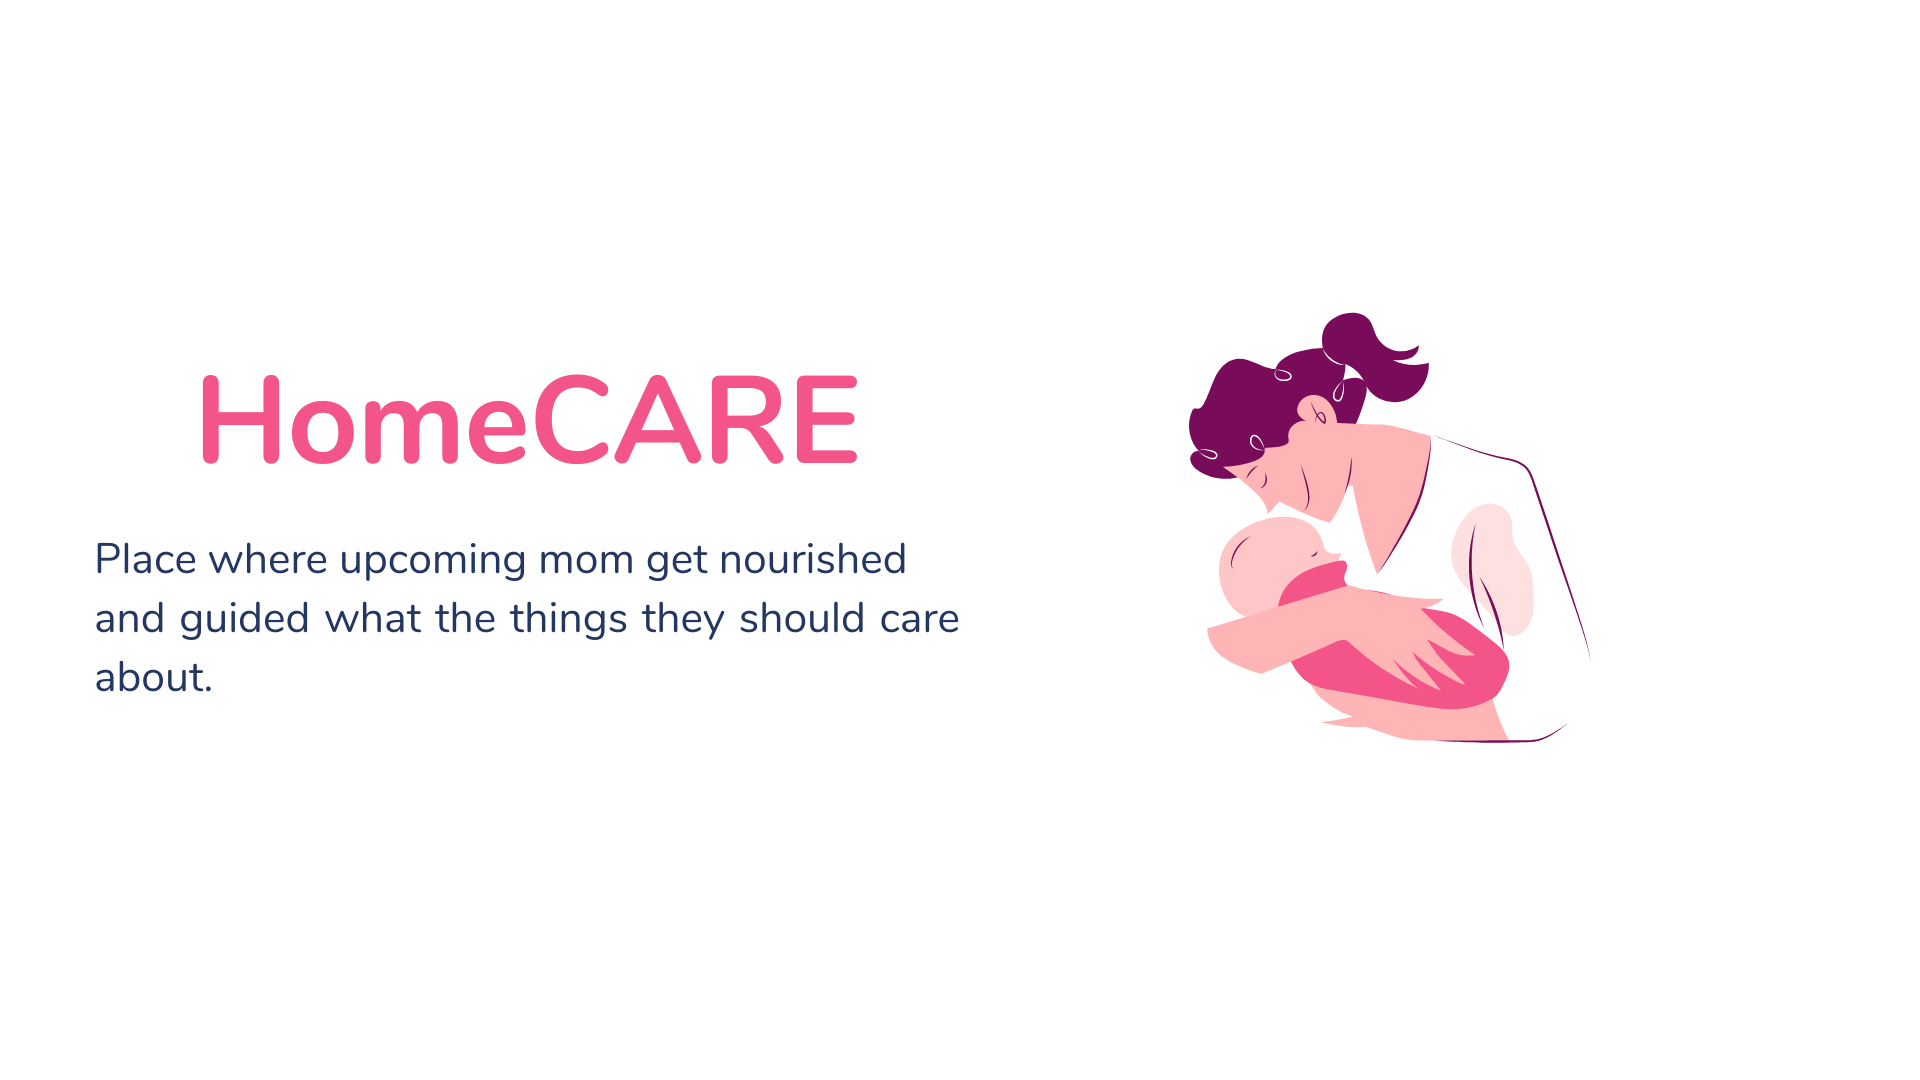 HomeCARE
Place where upcoming mom get nourished
and guided what the things they should care
about.